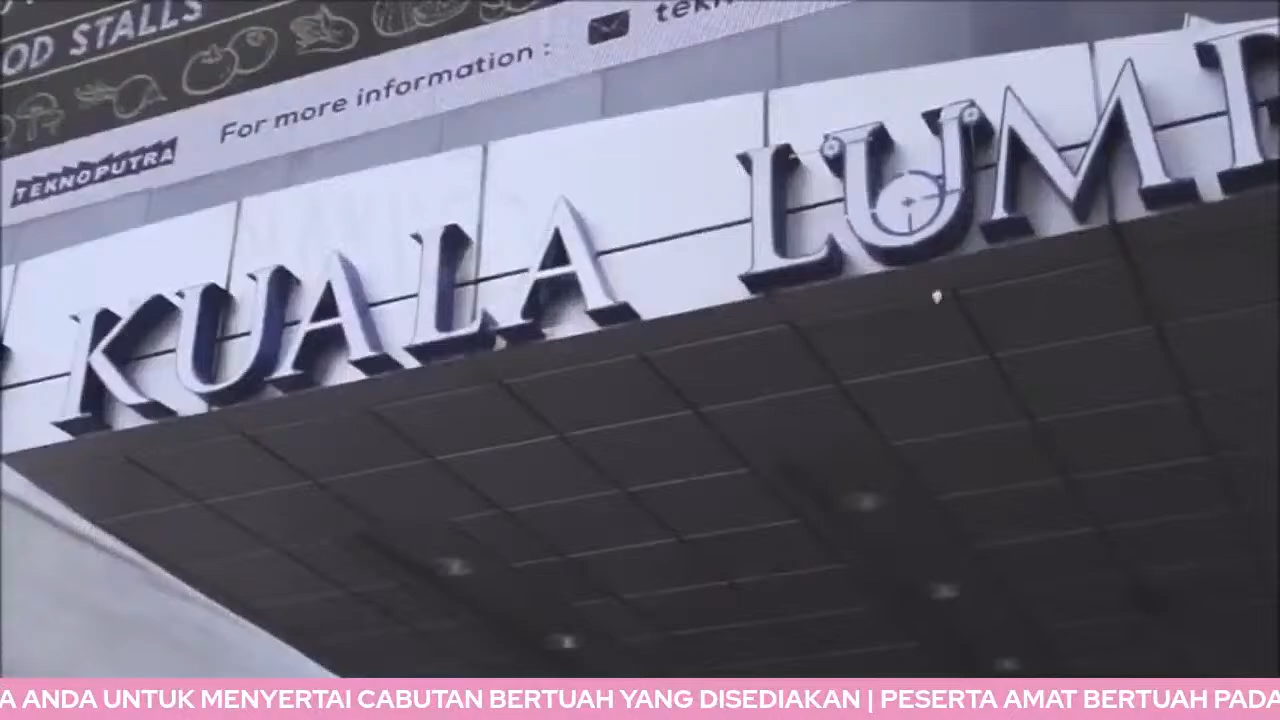 OD STALLS
For more information :
TEKNOPUTRA
KUALA LUM
A ANDA UNTUK MENYERTAI CABUTAN BERTUAH YANG DISEDIAKAN | PESERTA AMAT BERTUAH PADA